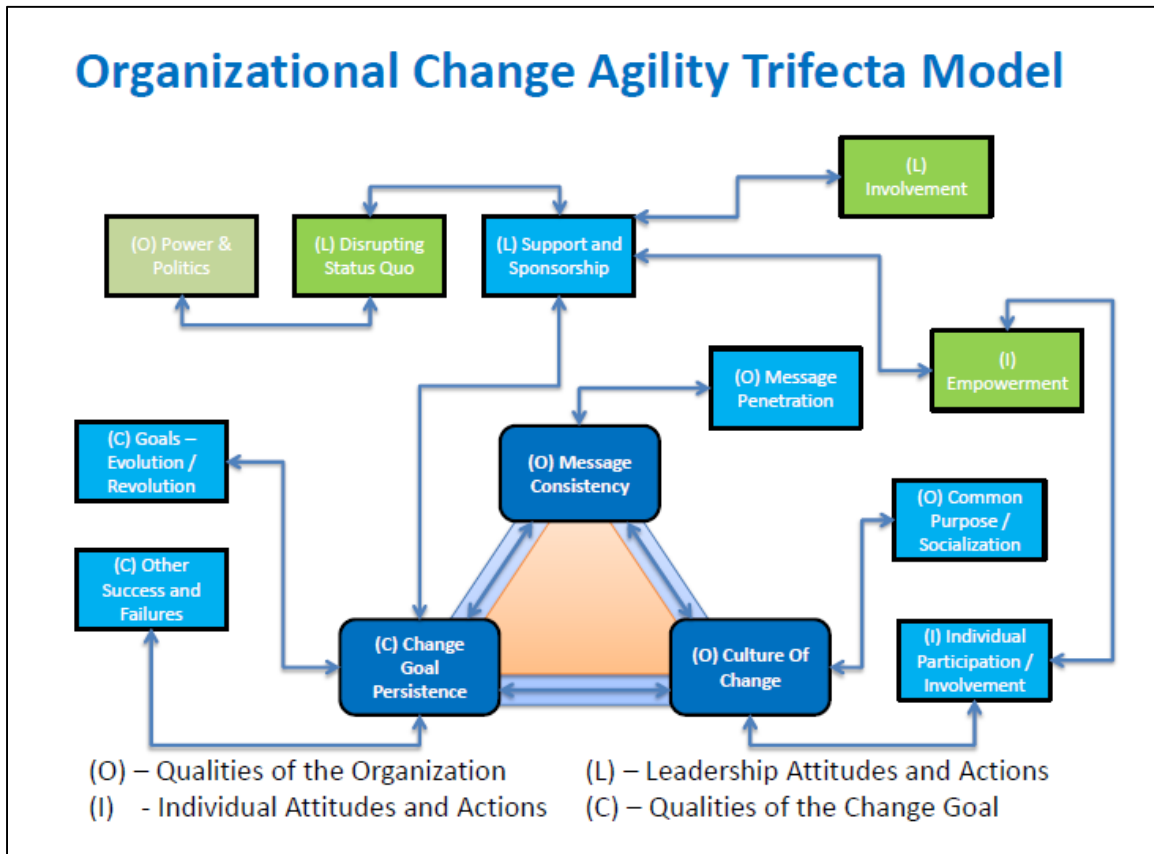 Organizational Change Agility Trifecta Model
(L)
Involvement
(O) Power &
Politics
(L) Disrupting
Status Quo
(L) Support and
Sponsorship
(I)
Empowerment
(O) Message
Penetration
(C) Goals –
Evolution /
Revolution
(O) Message
Consistency
(O) Common
Purpose /
Socialization
(C) Other
Success and
Failures
(C) Change
Goal
Persistence
(O) Culture Of
Change
(I) Individual
Participation /
Involvement
(O) – Qualities of the Organization
(I) - Individual Attitudes and Actions
(L) – Leadership Attitudes and Actions
(C) – Qualities of the Change Goal